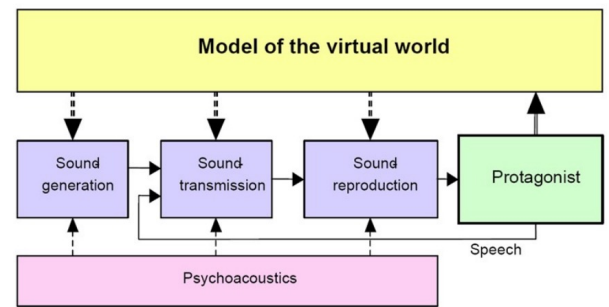 Model of the virtual world
Sound
generation
Sound
transmission
Sound
reproduction
Protagonist
Speech
Psychoacoustics